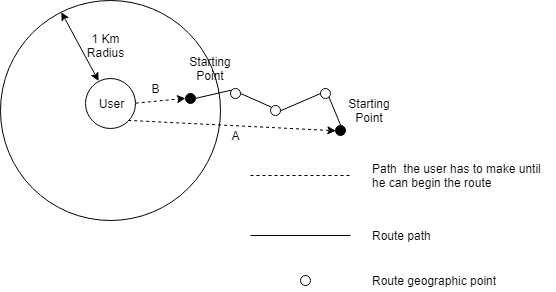 1 Km
Radius
User
B
Starting
Point
Starting
Point
A
Path  the user has to make until
he can begin the route
Route path
Route geographic point